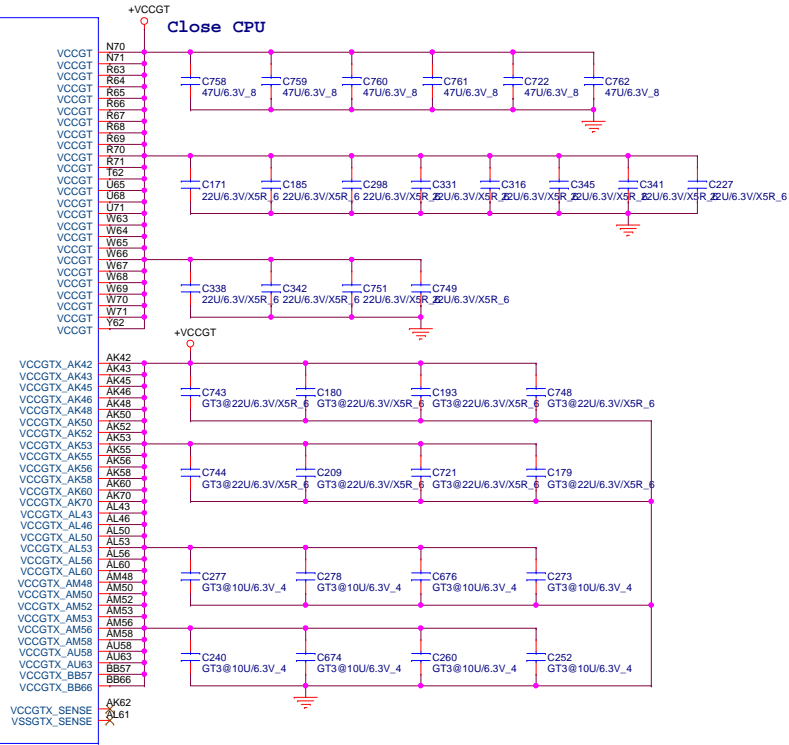 +VCCGT
Close CPU
VCCGT N70
VCCGT N71
VCCGT R63
VCCGT R64
VCCGT R65
VCCGT R66
VCCGT R67
VCCGT R68
VCCGT R69
VCCGT R70
VCCGT R71
VCCGT T62
VCCGT U65
VCCGT U68
VCCGT U71
VCCGT W63
VCCGT W64
VCCGT W65
VCCGT W66
VCCGT W67
VCCGT W68
VCCGT W69
VCCGT W70
VCCGT W71
VCCGT Y62
C758 C759 C760 C761 C722 C762
47U/6.3V_8 47U/6.3V_8 47U/6.3V_8 47U/6.3V_8 47U/6.3V_8 47U/6.3V_8
C171 C185 C298 C331 C316 C345 C341 C227
22U/6.3V/X5R_6 22U/6.3V/X5R_6 22U/6.3V/X5R_6 22U/6.3V/X5R_6 22U/6.3V/X5R_6 22U/6.3V/X5R_6 22U/6.3V/X5R_6 22U/6.3V/X5R_6
C338 C342 C751 C749
22U/6.3V/X5R_6 22U/6.3V/X5R_6 22U/6.3V/X5R_6 22U/6.3V/X5R_6
+VCCGT
VCCGTX_AK42 AK42
VCCGTX_AK43 AK43
VCCGTX_AK45 AK45
VCCGTX_AK46 AK46
VCCGTX_AK48 AK48
VCCGTX_AK50 AK50
VCCGTX_AK52 AK52
VCCGTX_AK53 AK53
VCCGTX_AK55 AK55
VCCGTX_AK56 AK56
VCCGTX_AK58 AK58
VCCGTX_AK60 AK60
VCCGTX_AK70 AK70
VCCGTX_AL43 AL43
VCCGTX_AL46 AL46
VCCGTX_AL50 AL50
VCCGTX_AL53 AL53
VCCGTX_AL56 AL56
VCCGTX_AL60 AL60
VCCGTX_AM48 AM48
VCCGTX_AM50 AM50
VCCGTX_AM52 AM52
VCCGTX_AM53 AM53
VCCGTX_AM56 AM56
VCCGTX_AM58 AM58
VCCGTX_AU58 AU58
VCCGTX_AU63 AU63
VCCGTX_BB57 BB57
VCCGTX_BB66 BB66
VCCGTX_SENSE AK62
VSSGTX_SENSE AL61
C743 C180 C193 C748
GT3@22U/6.3V/X5R_6 GT3@22U/6.3V/X5R_6 GT3@22U/6.3V/X5R_6 GT3@22U/6.3V/X5R_6
C744 C209 C721 C179
GT3@22U/6.3V/X5R_6 GT3@22U/6.3V/X5R_6 GT3@22U/6.3V/X5R_6 GT3@22U/6.3V/X5R_6
C277 C278 C676 C273
GT3@10U/6.3V_4 GT3@10U/6.3V_4 GT3@10U/6.3V_4 GT3@10U/6.3V_4
C240 C674 C260 C252
GT3@10U/6.3V_4 GT3@10U/6.3V_4 GT3@10U/6.3V_4 GT3@10U/6.3V_4